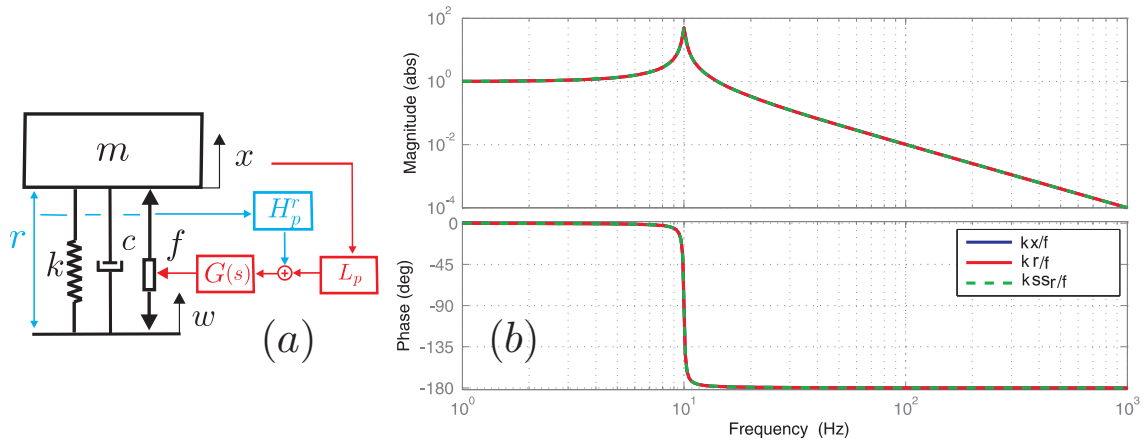 m
x
r
k
c
f
w
H_p^r
G(s)
+
L_p
(a)
Magnitude (abs)
10^2
10^0
10^-2
10^-4
Phase (deg)
0
-45
-90
-135
-180
kx/f
kr/f
kssr/f
(b)
10^0
10^1
10^2
10^3
Frequency (Hz)